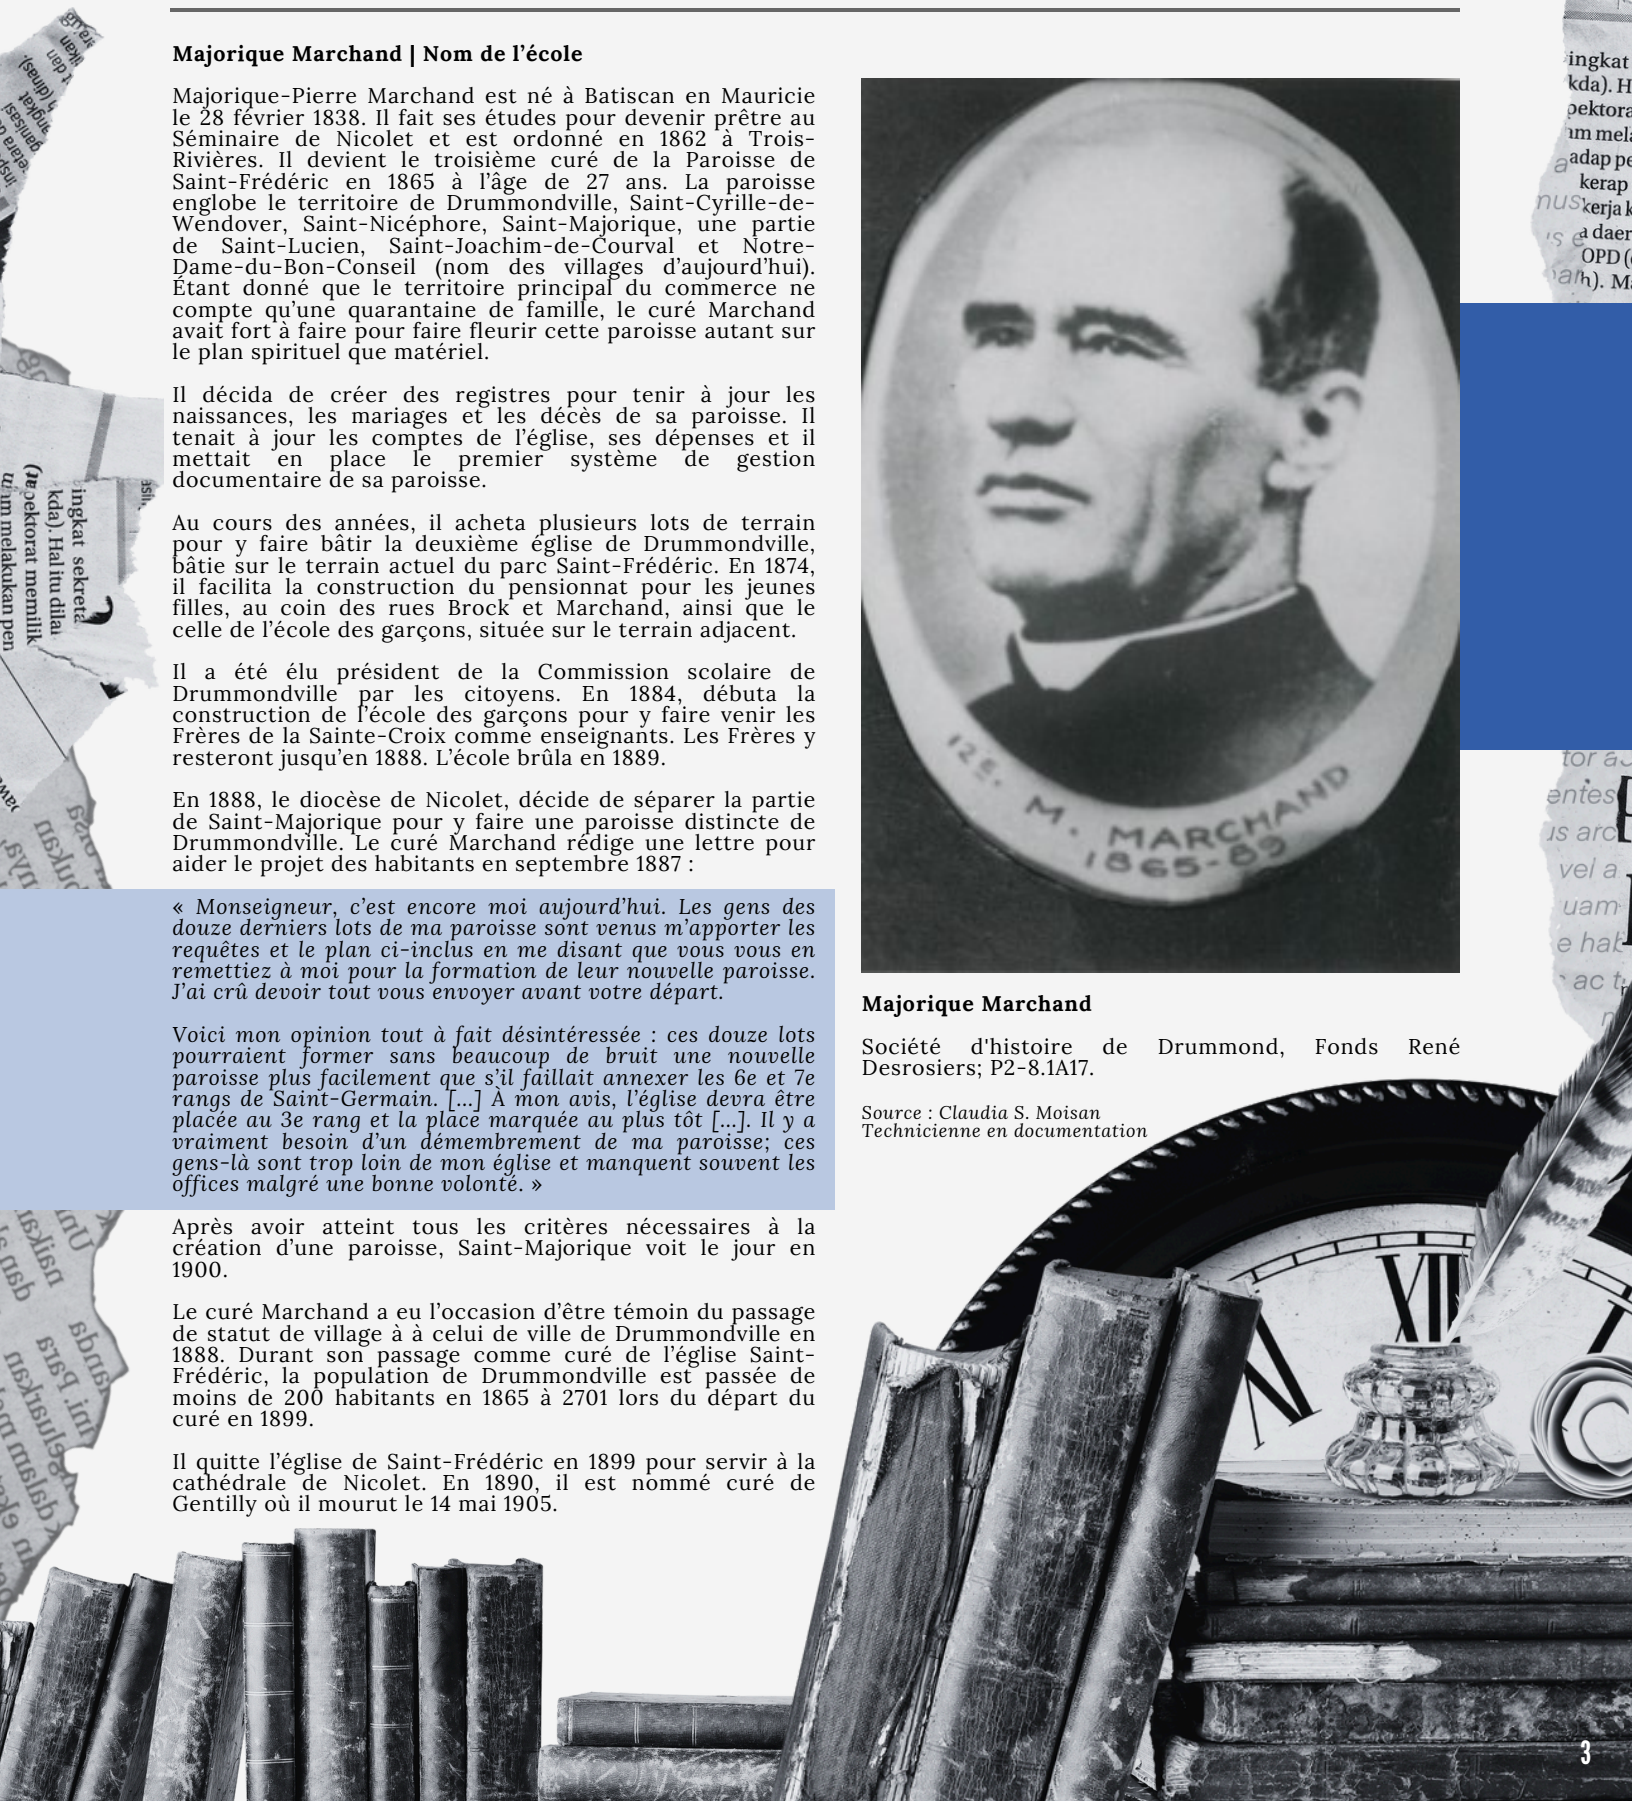 Majorique Marchand | Nom de l’école
Majorique-Pierre Marchand est né à Batiscan en Mauricie
le 28 février 1838. Il fait ses études pour devenir prêtre au
Séminaire de Nicolet et est ordonné en 1862 à Trois-
Rivières. Il devient le troisième curé de la Paroisse de
Saint-Frédéric en 1865 à l’âge de 27 ans. La paroisse
englobe le territoire de Drummondville, Saint-Cyrille-de-
Wendover, Saint-Nicéphore, Saint-Majorique, une partie
de Saint-Lucien, Saint-Joachim-de-Courval et Notre-
Dame-du-Bon-Conseil (nom des villages d’aujourd’hui).
Étant donné que le territoire principal du commerce ne
compte qu’une quarantaine de famille, le curé Marchand
avait fort à faire pour faire fleurir cette paroisse autant sur
le plan spirituel que matériel.
Il décida de créer des registres pour tenir à jour les
naissances, les mariages et les décès de sa paroisse. Il
tenait à jour les comptes de l’église, ses dépenses et il
mettait en place le premier système de gestion
documentaire de sa paroisse.
Au cours des années, il acheta plusieurs lots de terrain
pour y faire bâtir la deuxième église de Drummondville,
bâtie sur le terrain actuel du parc Saint-Frédéric. En 1874,
il facilita la construction du pensionnat pour les jeunes
filles, au coin des rues Brock et Marchand, ainsi que le
celle de l’école des garçons, située sur le terrain adjacent.
Il a été élu président de la Commission scolaire de
Drummondville par les citoyens. En 1884, débuta la
construction de l’école des garçons pour y faire venir les
Frères de la Sainte-Croix comme enseignants. Les Frères y
resteront jusqu’en 1888. L’école brûla en 1889.
En 1888, le diocèse de Nicolet, décide de séparer la partie
de Saint-Majorique pour y faire une paroisse distincte de
Drummondville. Le curé Marchand rédige une lettre pour
aider le projet des habitants en septembre 1887 :
« Monseigneur, c’est encore moi aujourd’hui. Les gens des
douze derniers lots de ma paroisse sont venus m’apporter les
requêtes et le plan ci-inclus en me disant que vous vous en
remettiez à moi pour la formation de leur nouvelle paroisse.
J’ai crû devoir tout vous envoyer avant votre départ.
Voici mon opinion tout à fait désintéressée : ces douze lots
pourraient former sans beaucoup de bruit une nouvelle
paroisse plus facilement que s’il faillait annexer les 6e et 7e
rangs de Saint-Germain. [...] À mon avis, l’église devra être
placée au 3e rang et la place marquée au plus tôt [...]. Il y a
vraiment besoin d’un démembrement de ma paroisse; ces
gens-là sont trop loin de mon église et manquent souvent les
offices malgré une bonne volonté. »
Après avoir atteint tous les critères nécessaires à la
création d’une paroisse, Saint-Majorique voit le jour en
1900.
Le curé Marchand a eu l’occasion d’être témoin du passage
de statut de village à à celui de ville de Drummondville en
1888. Durant son passage comme curé de l’église Saint-
Frédéric, la population de Drummondville est passée de
moins de 200 habitants en 1865 à 2701 lors du départ du
curé en 1899.
Il quitte l’église de Saint-Frédéric en 1899 pour servir à la
cathédrale de Nicolet. En 1890, il est nommé curé de
Gentilly où il mourut le 14 mai 1905.
12E. M. MARCHAND
1865-89
Majorique Marchand
Société d'histoire de Drummond, Fonds René
Desrosiers; P2-8.1A17.
Source : Claudia S. Moisan
Technicienne en documentation
XII
3